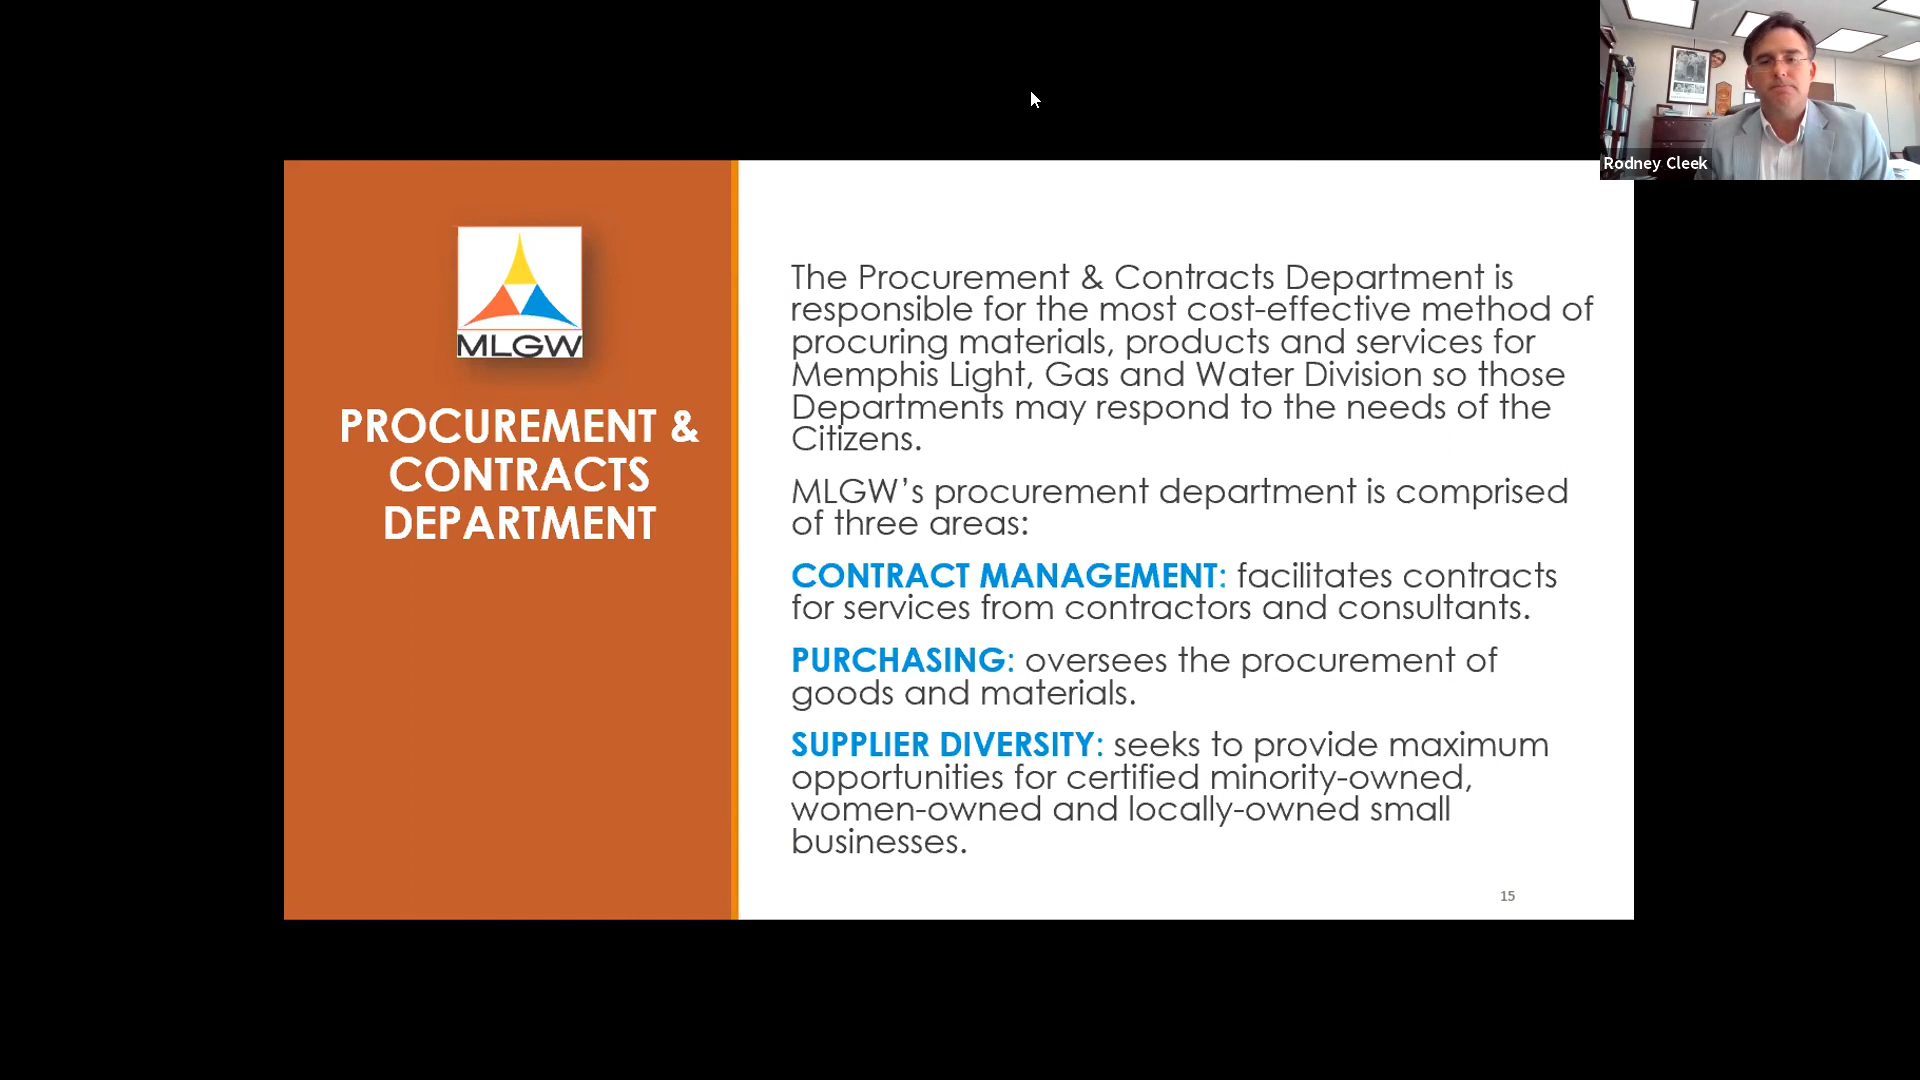 Rodney Cleek
MLGW
PROCUREMENT &
CONTRACTS
DEPARTMENT
The Procurement & Contracts Department is
responsible for the most cost-effective method of
procuring materials, products and services for
Memphis Light, Gas and Water Division so those
Departments may respond to the needs of the
Citizens.
MLGW’s procurement department is comprised
of three areas:
CONTRACT MANAGEMENT: facilitates contracts
for services from contractors and consultants.
PURCHASING: oversees the procurement of
goods and materials.
SUPPLIER DIVERSITY: seeks to provide maximum
opportunities for certified minority-owned,
women-owned and locally-owned small
businesses.
15